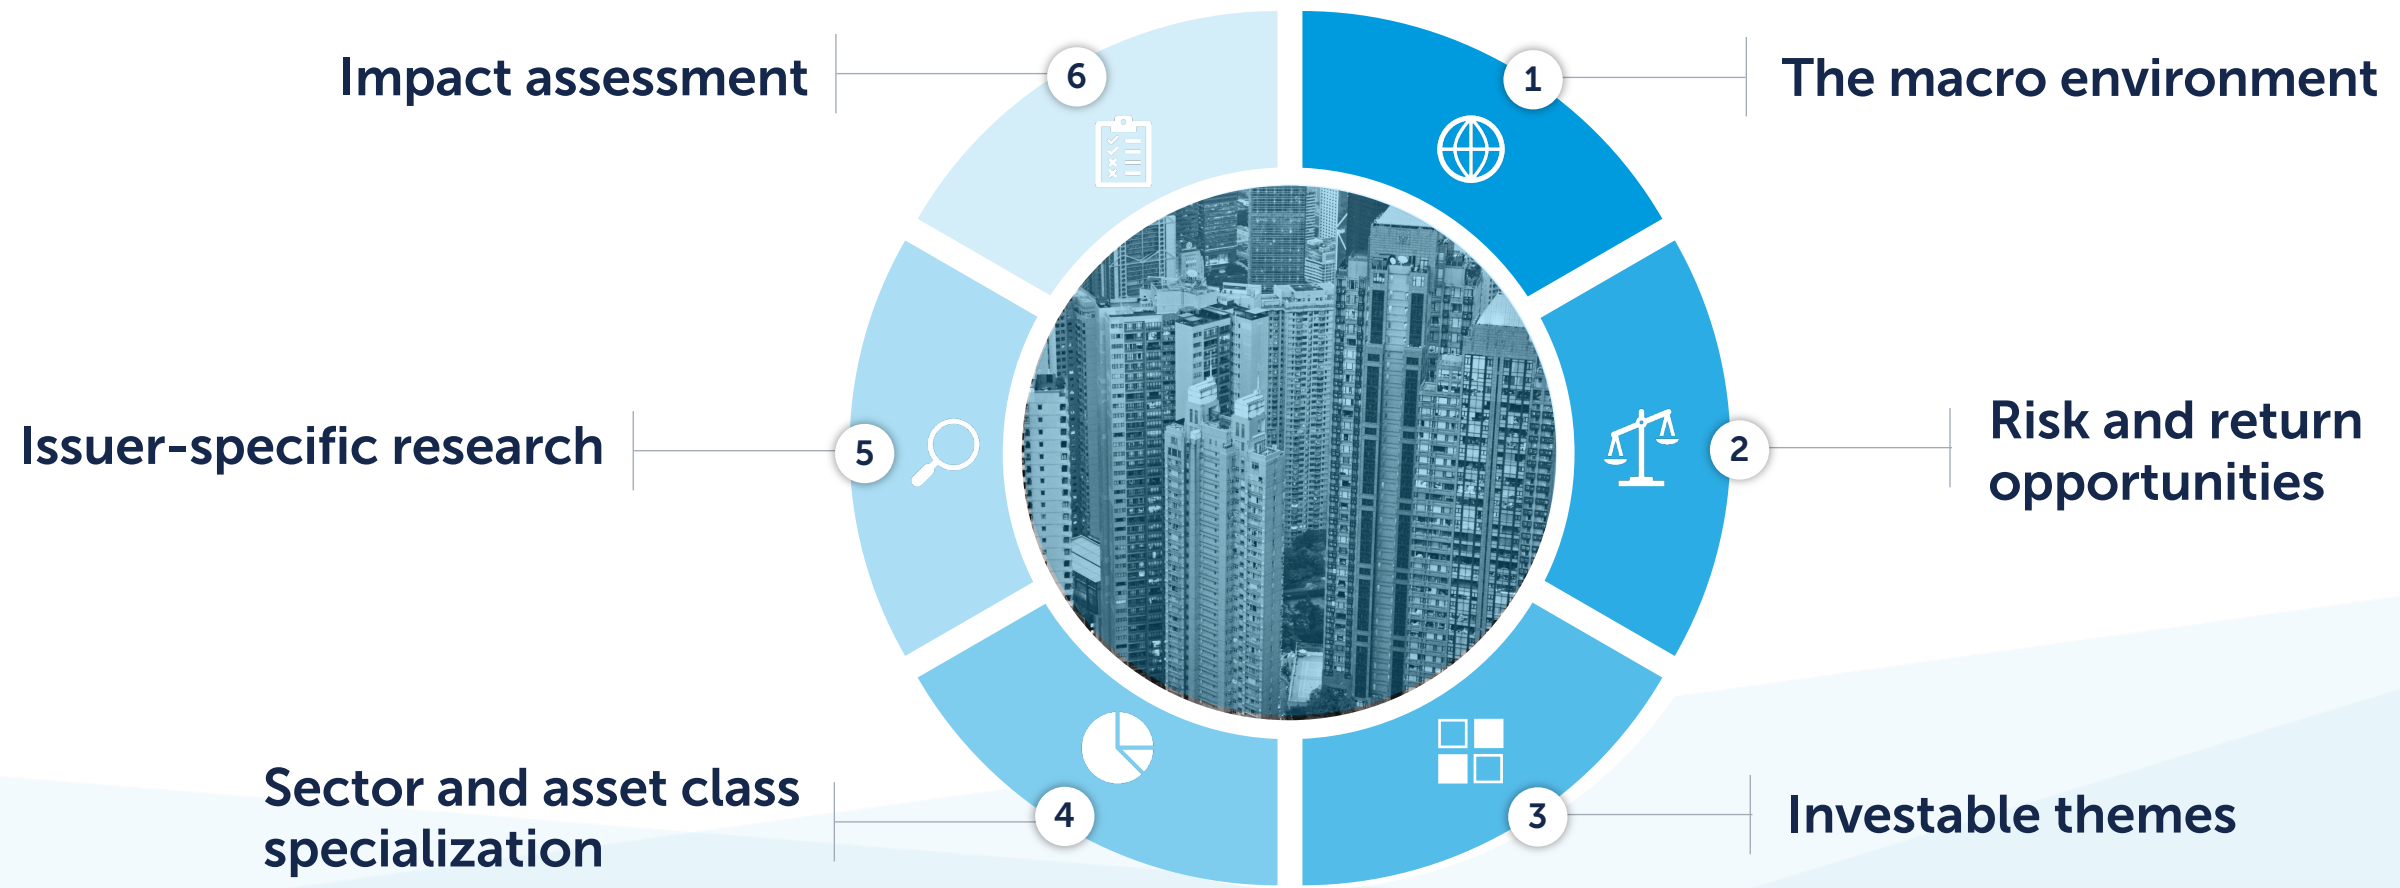 1
The macro environment
2
Risk and return
opportunities
3
Investable themes
4
Sector and asset class
specialization
5
Issuer-specific research
6
Impact assessment